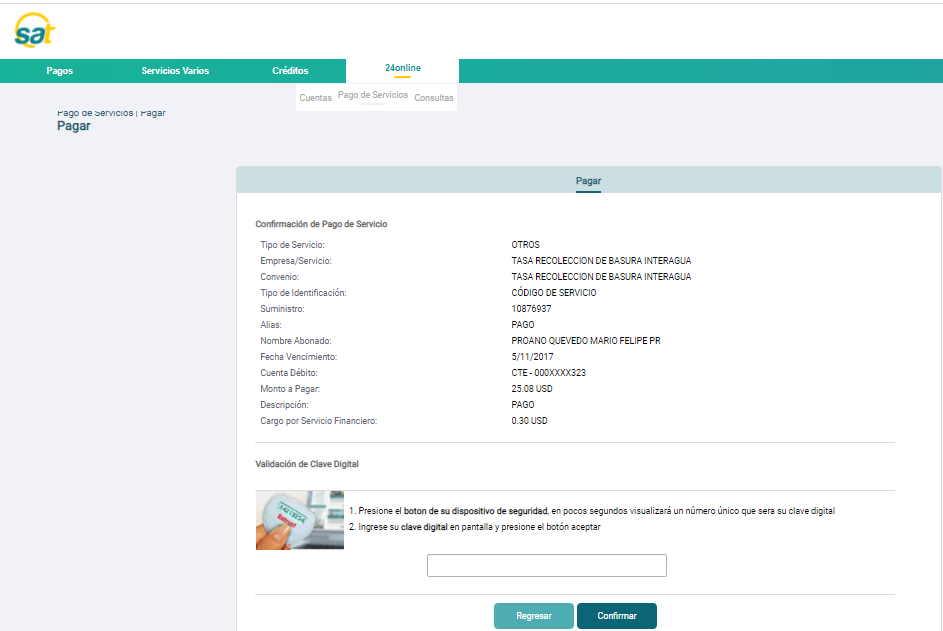 sat
Pagos Servicios Varios Créditos 24online
Cuentas Pago de Servicios Consultas
Pago de Servicios | Pagar
Pagar
Pagar
Confirmación de Pago de Servicio
Tipo de Servicio: OTROS
Empresa/Servicio: TASA RECOLECCION DE BASURA INTERAGUA
Convenio: TASA RECOLECCION DE BASURA INTERAGUA
Tipo de Identificación: CÓDIGO DE SERVICIO
Suministro: 10876937
Alias: PAGO
Nombre Abonado: PROANO QUEVEDO MARIO FELIPE PR
Fecha Vencimiento: 5/11/2017
Cuenta Débito: CTE - 000XXXX323
Monto a Pagar: 25.08 USD
Descripción: PAGO
Cargo por Servicio Financiero: 0.30 USD
Validación de Clave Digital
1. Presione el boton de su dispositivo de seguridad, en pocos segundos visualizará un número único que sera su clave digital
2. Ingrese su clave digital en pantalla y presione el botón aceptar
Regresar Confirmar